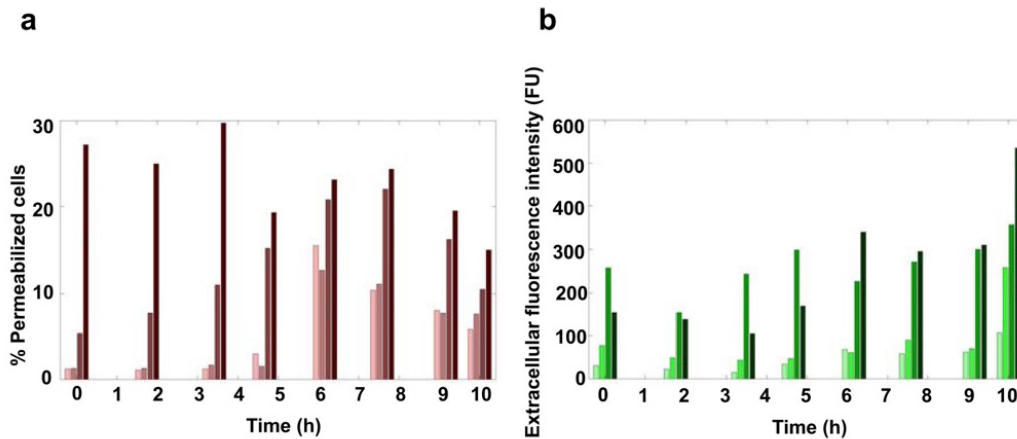 a
% Permeabilized cells
30
20
10
0
0 1 2 3 4 5 6 7 8 9 10
Time (h)
b
Extracellular fluorescence intensity (FU)
600
500
400
300
200
100
0
0 1 2 3 4 5 6 7 8 9 10
Time (h)